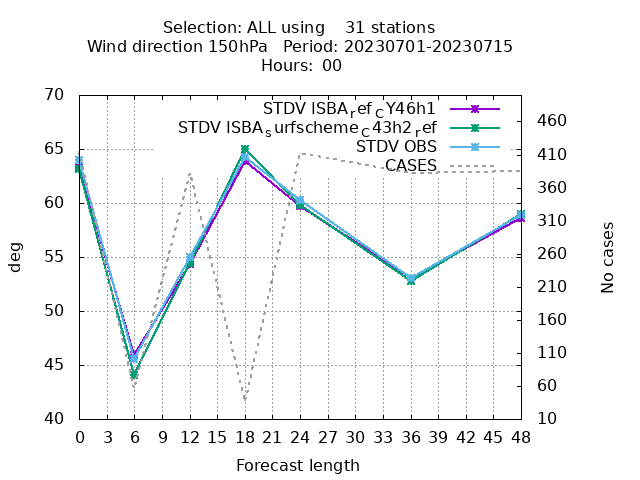 Selection: ALL using    31 stations
Wind direction 150hPa   Period: 20230701-20230715
Hours: 00
STDV ISBA_ref_CY46h1
STDV ISBA_surfscheme_C43h2_ref
STDV OBS
CASES
70
65
60
55
50
45
40
deg
460
410
360
310
260
210
160
110
60
10
No cases
0 3 6 9 12 15 18 21 24 27 30 33 36 39 42 45 48
Forecast length